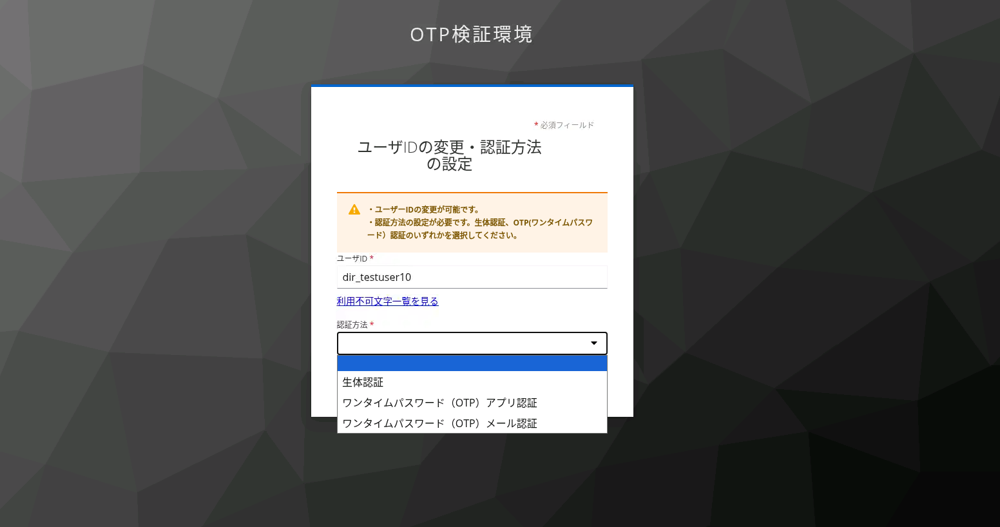 OTP検証環境
* 必須フィールド
ユーザIDの変更・認証方法
の設定
・ユーザーIDの変更が可能です。
・認証方法の設定が必要です。生体認証、OTP(ワンタイムパスワ
ード）認証のいずれかを選択してください。
ユーザID *
dir_testuser10
利用不可文字一覧を見る
認証方法 *
生体認証
ワンタイムパスワード（OTP）アプリ認証
ワンタイムパスワード（OTP）メール認証